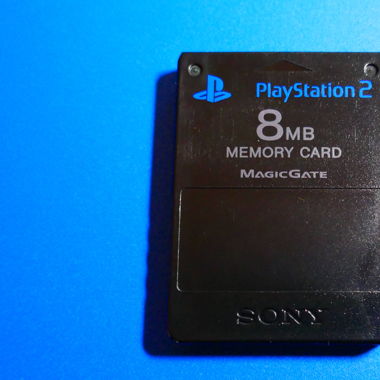 PlayStation 2
8MB
MEMORY CARD
MAGICGATE
SONY